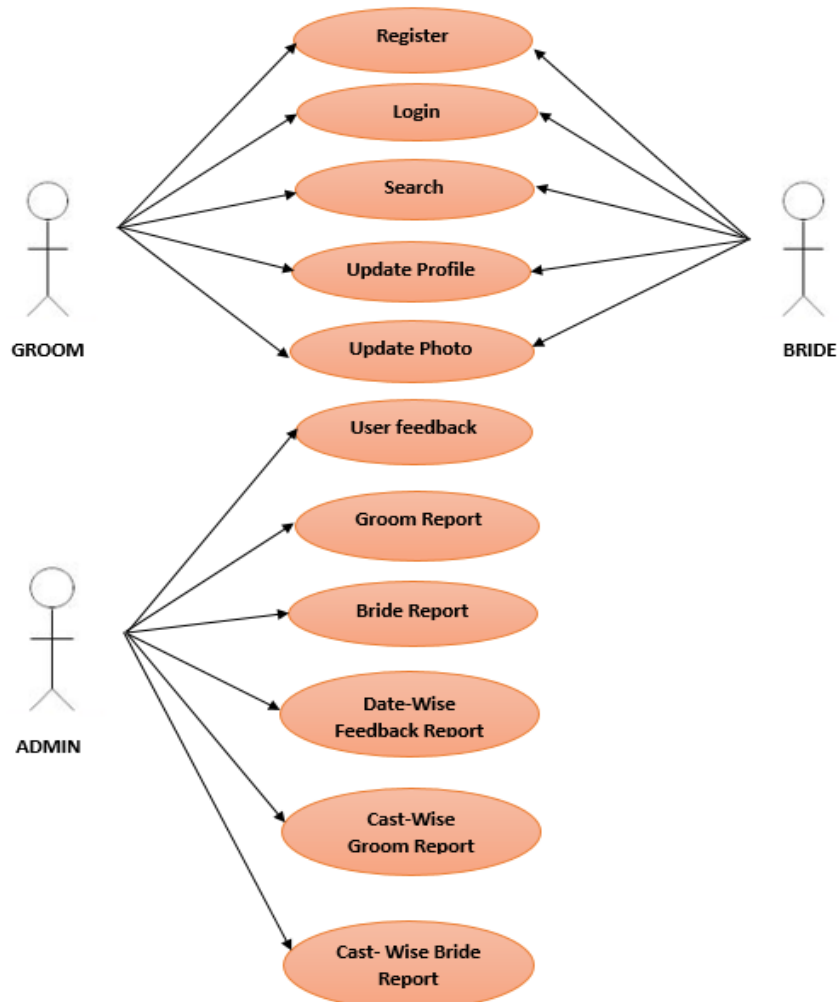 Register
Login
Search
Update Profile
GROOM
Update Photo
BRIDE
User feedback
Groom Report
Bride Report
Date-Wise
Feedback Report
ADMIN
Cast-Wise
Groom Report
Cast- Wise Bride
Report